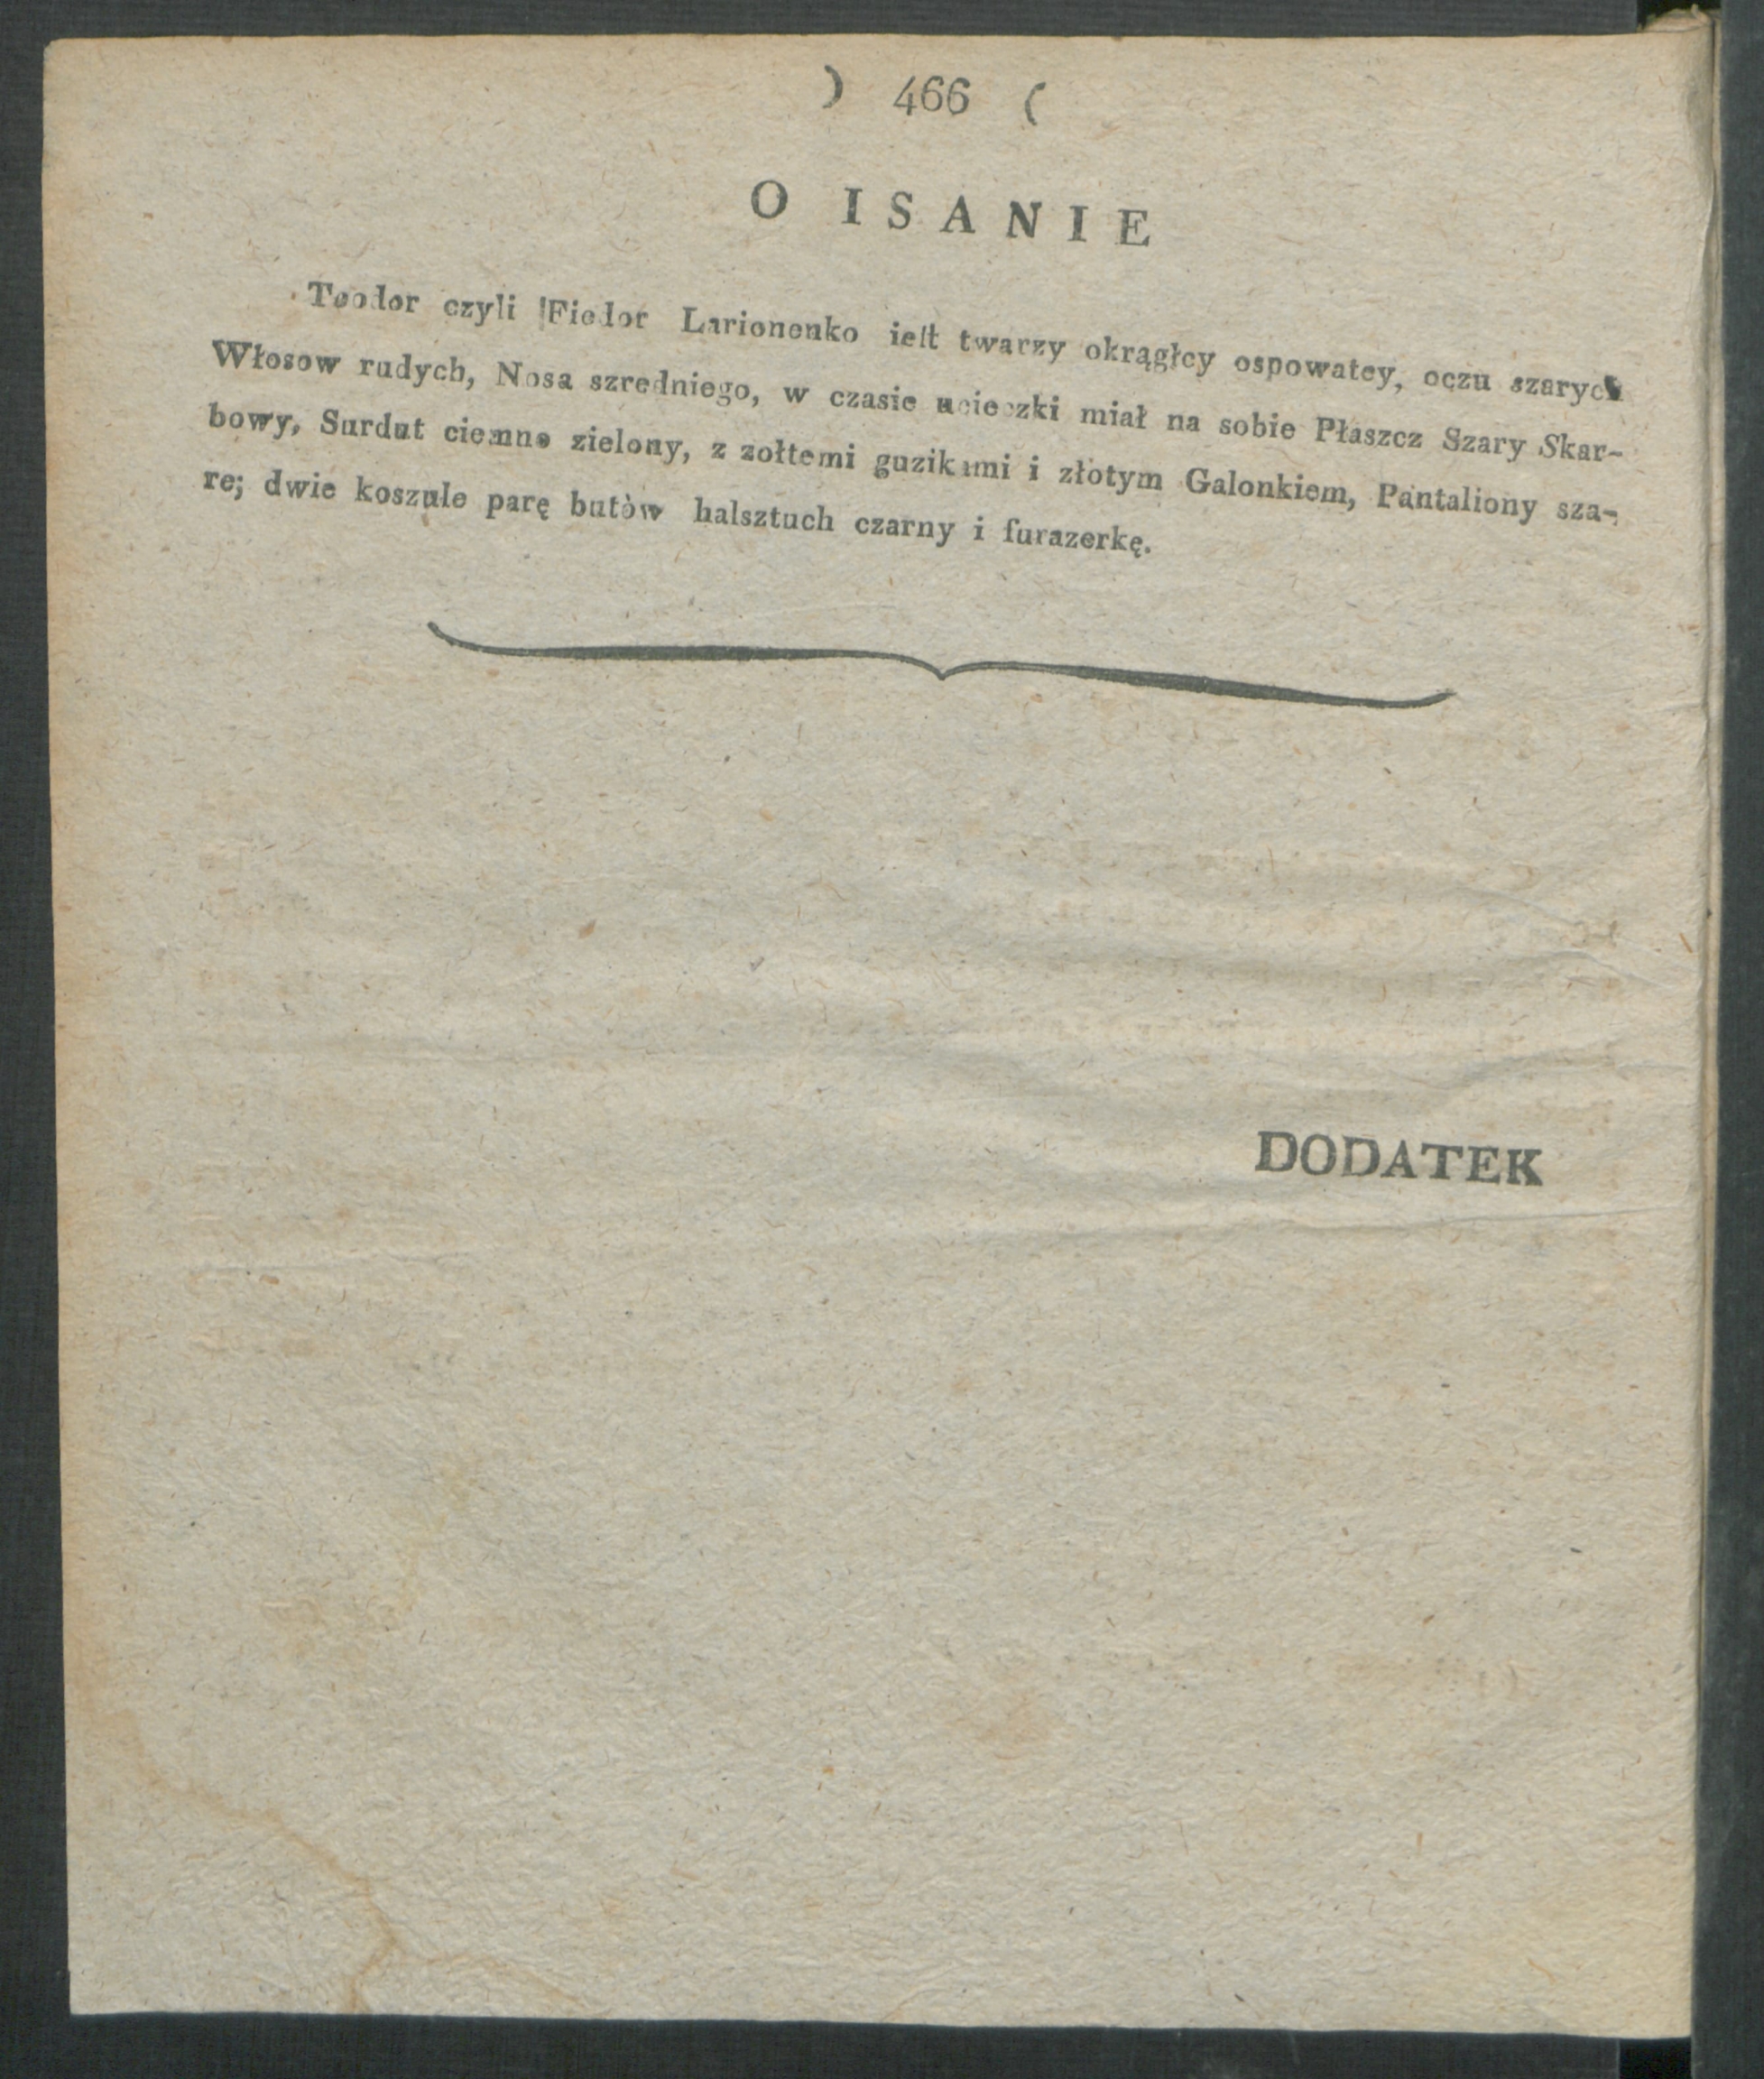 ) 466 (
O ISANIE
Teodor czyli Fiedor Larionenko ieſt twarzy okrągłey ospowatey, oczu szarych
Włosow rudych, Nosa szredniego, w czasie ucieczki miał na sobie Płaszcz Szary Skar-
bowy, Surdut ciemno zielony, z zołtemi guzikami i złotym Galonkiem, Pantaliony sza-
re; dwie koszule parę butòw halsztuch czarny i furazerkę.
DODATEK